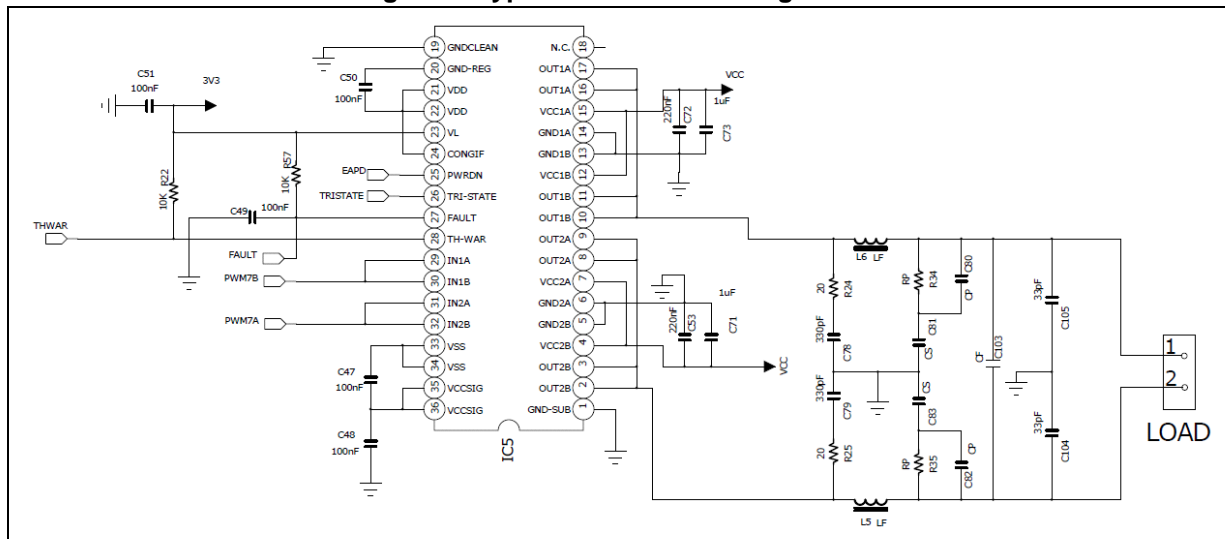 C51
100nF
3V3
C50
100nF
10K R22
10K R57
C49
100nF
THWAR
FAULT
EAPD
TRISTATE
PWM7B
PWM7A
C47
100nF
C48
100nF
19 GNDCLEAN
20 GND-REG
21 VDD
22 VDD
23 VL
24 CONGIF
25 PWRDN
26 TRI-STATE
27 FAULT
28 TH-WAR
29 IN1A
30 IN1B
31 IN2A
32 IN2B
33 VSS
34 VSS
35 VCCSIG
36 VCCSIG
N.C. 18
OUT1A 17
OUT1A 16
VCC1A 15
GND1A 14
GND1B 13
VCC1B 12
OUT1B 11
OUT1B 10
OUT2A 9
OUT2A 8
VCC2A 7
GND2A 6
GND2B 5
VCC2B 4
OUT2B 3
OUT2B 2
GND-SUB 1
IC5
220nF
C72
1uF
C73
VCC
220nF
C53
1uF
C71
VCC
L6 LF
20
R24
330pF
C78
330pF
C79
20
R25
L5 LF
RP
R34
C80
CP
C81
CS
CS
C83
RP
R35
CP
C82
CF
C103
33pF
C105
33pF
C104
1
2
LOAD